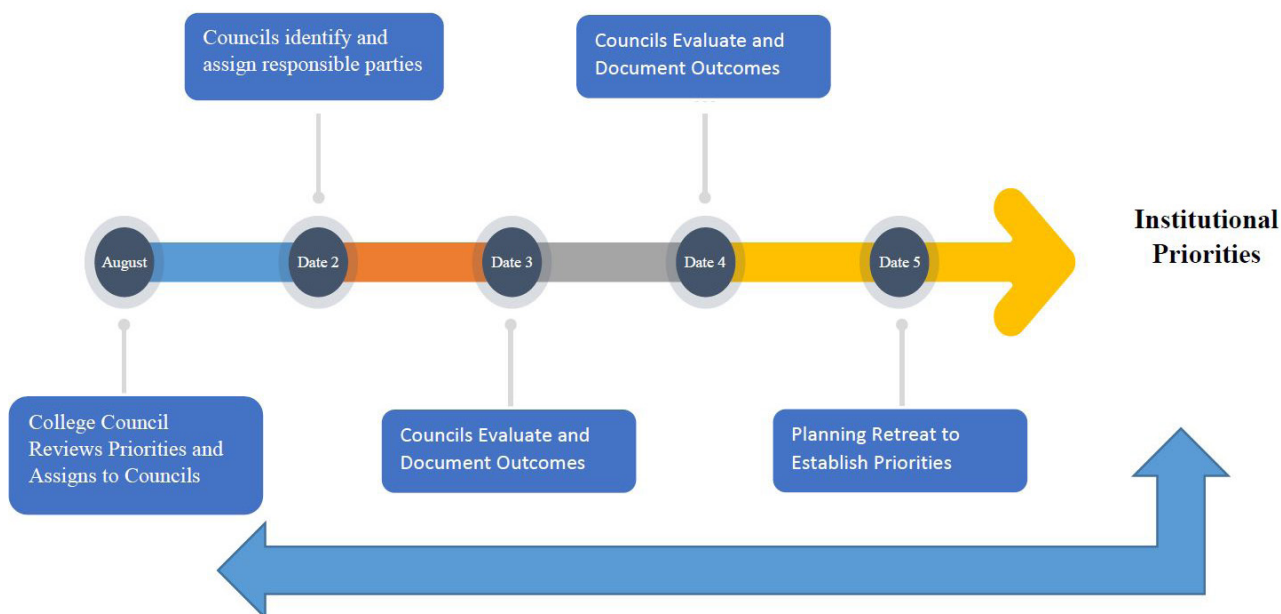 Councils identify and
assign responsible parties
Councils Evaluate and
Document Outcomes
August
Date 2
Date 3
Date 4
Date 5
Institutional
Priorities
College Council
Reviews Priorities and
Assigns to Councils
Councils Evaluate and
Document Outcomes
Planning Retreat to
Establish Priorities